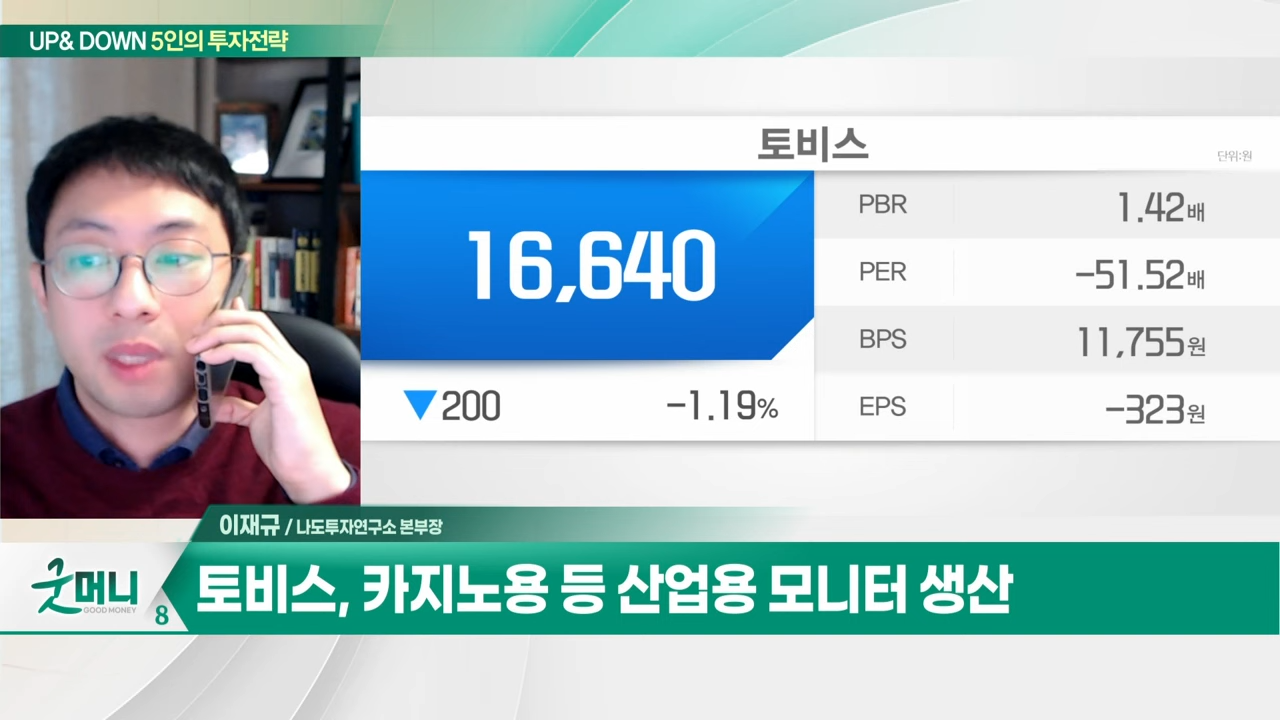 UP& DOWN 5인의 투자전략
토비스
단위:원
16,640
▼200 -1.19%
PBR 1.42배
PER -51.52배
BPS 11,755원
EPS -323원
이재규 / 나도투자연구소 본부장
굿머니
GOOD MONEY
8
토비스, 카지노용 등 산업용 모니터 생산